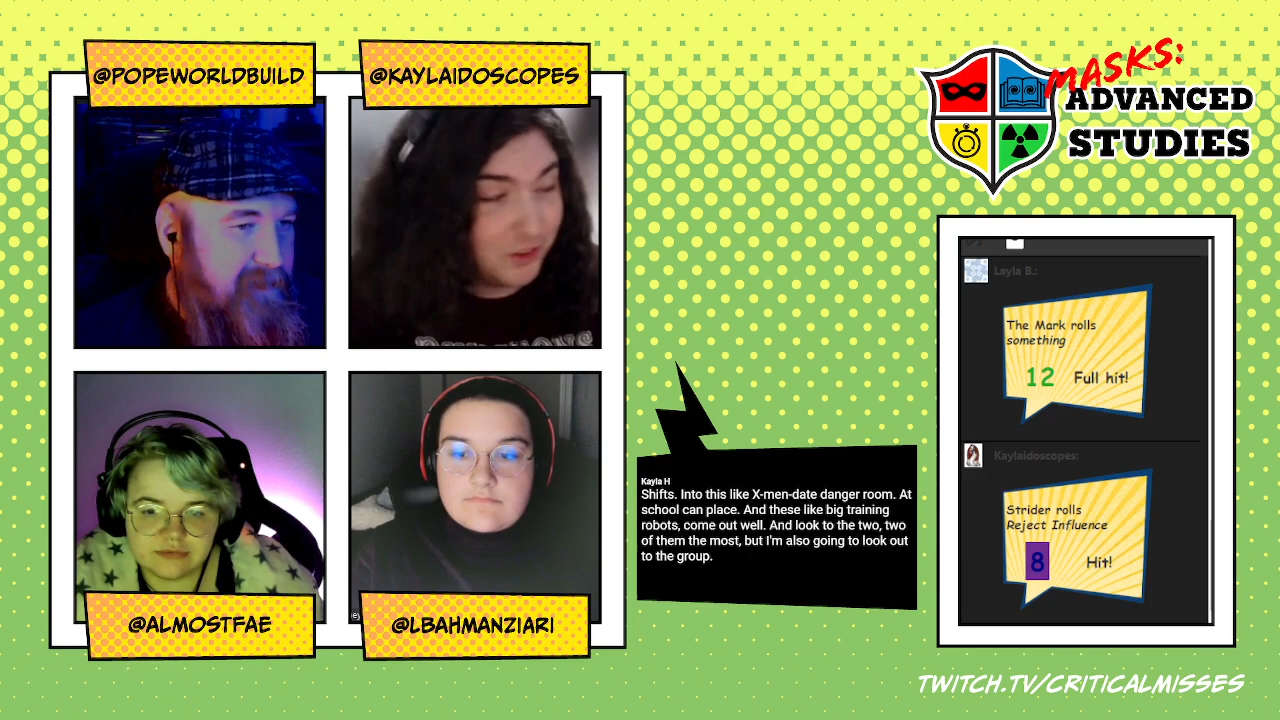 @POPEWORLDBUILD
@KAYLAIDOSCOPES
MASKS:
ADVANCED
STUDIES
Layla B.:
The Mark rolls
something
12 Full hit!
Kaylaidoscopes:
Strider rolls
Reject Influence
8 Hit!
Kayla H
Shifts. Into this like X-men-date danger room. At
school can place. And these like big training
robots, come out well. And look to the two, two
of them the most, but I'm also going to look out
to the group.
@ALMOSTFAE
@LBAHMANZIARI
TWITCH.TV/CRITICALMISSES